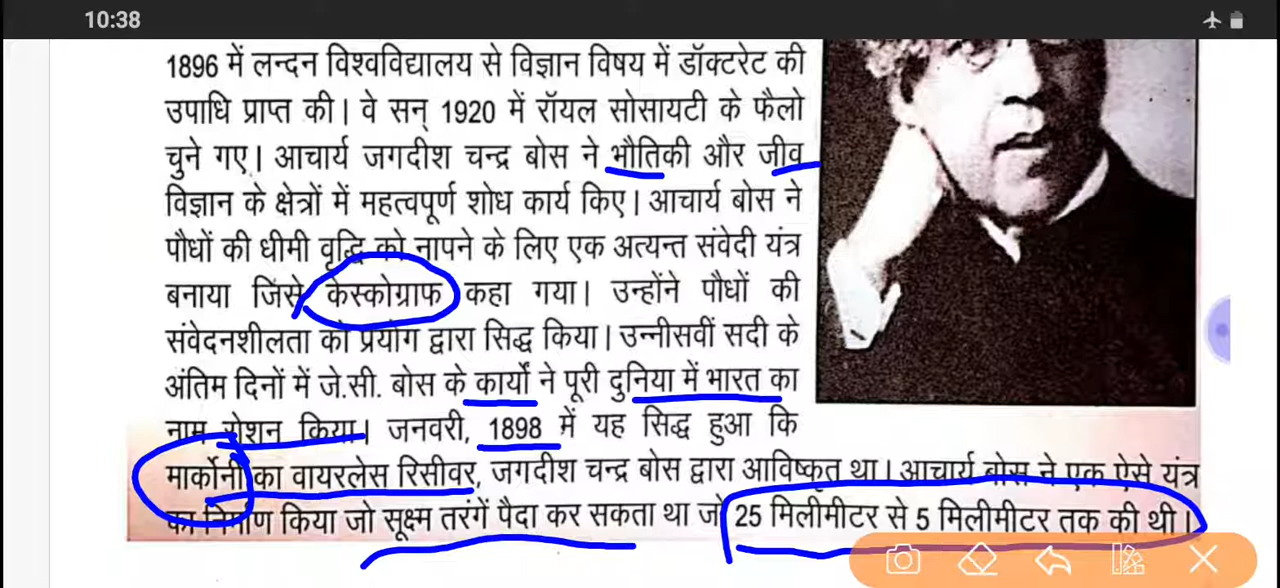 10:38
1896 में लन्दन विश्वविद्यालय से विज्ञान विषय में डॉक्टरेट की
उपाधि प्राप्त की। वे सन् 1920 में रॉयल सोसायटी के फैलो
चुने गए। आचार्य जगदीश चन्द्र बोस ने भौतिकी और जीव
विज्ञान के क्षेत्रों में महत्वपूर्ण शोध कार्य किए। आचार्य बोस ने
पौधों की धीमी वृद्धि को नापने के लिए एक अत्यन्त संवेदी यंत्र
बनाया जिसे केस्कोग्राफ कहा गया। उन्होंने पौधों की
संवेदनशीलता को प्रयोग द्वारा सिद्ध किया। उन्नीसवीं सदी के
अंतिम दिनों में जे.सी. बोस के कार्यों ने पूरी दुनिया में भारत का
नाम रोशन किया। जनवरी, 1898 में यह सिद्ध हुआ कि
मार्कोनी का वायरलेस रिसीवर, जगदीश चन्द्र बोस द्वारा आविष्कृत था। आचार्य बोस ने एक ऐसे यंत्र
का निर्माण किया जो सूक्ष्म तरंगें पैदा कर सकता था जो 25 मिलीमीटर से 5 मिलीमीटर तक की थी।